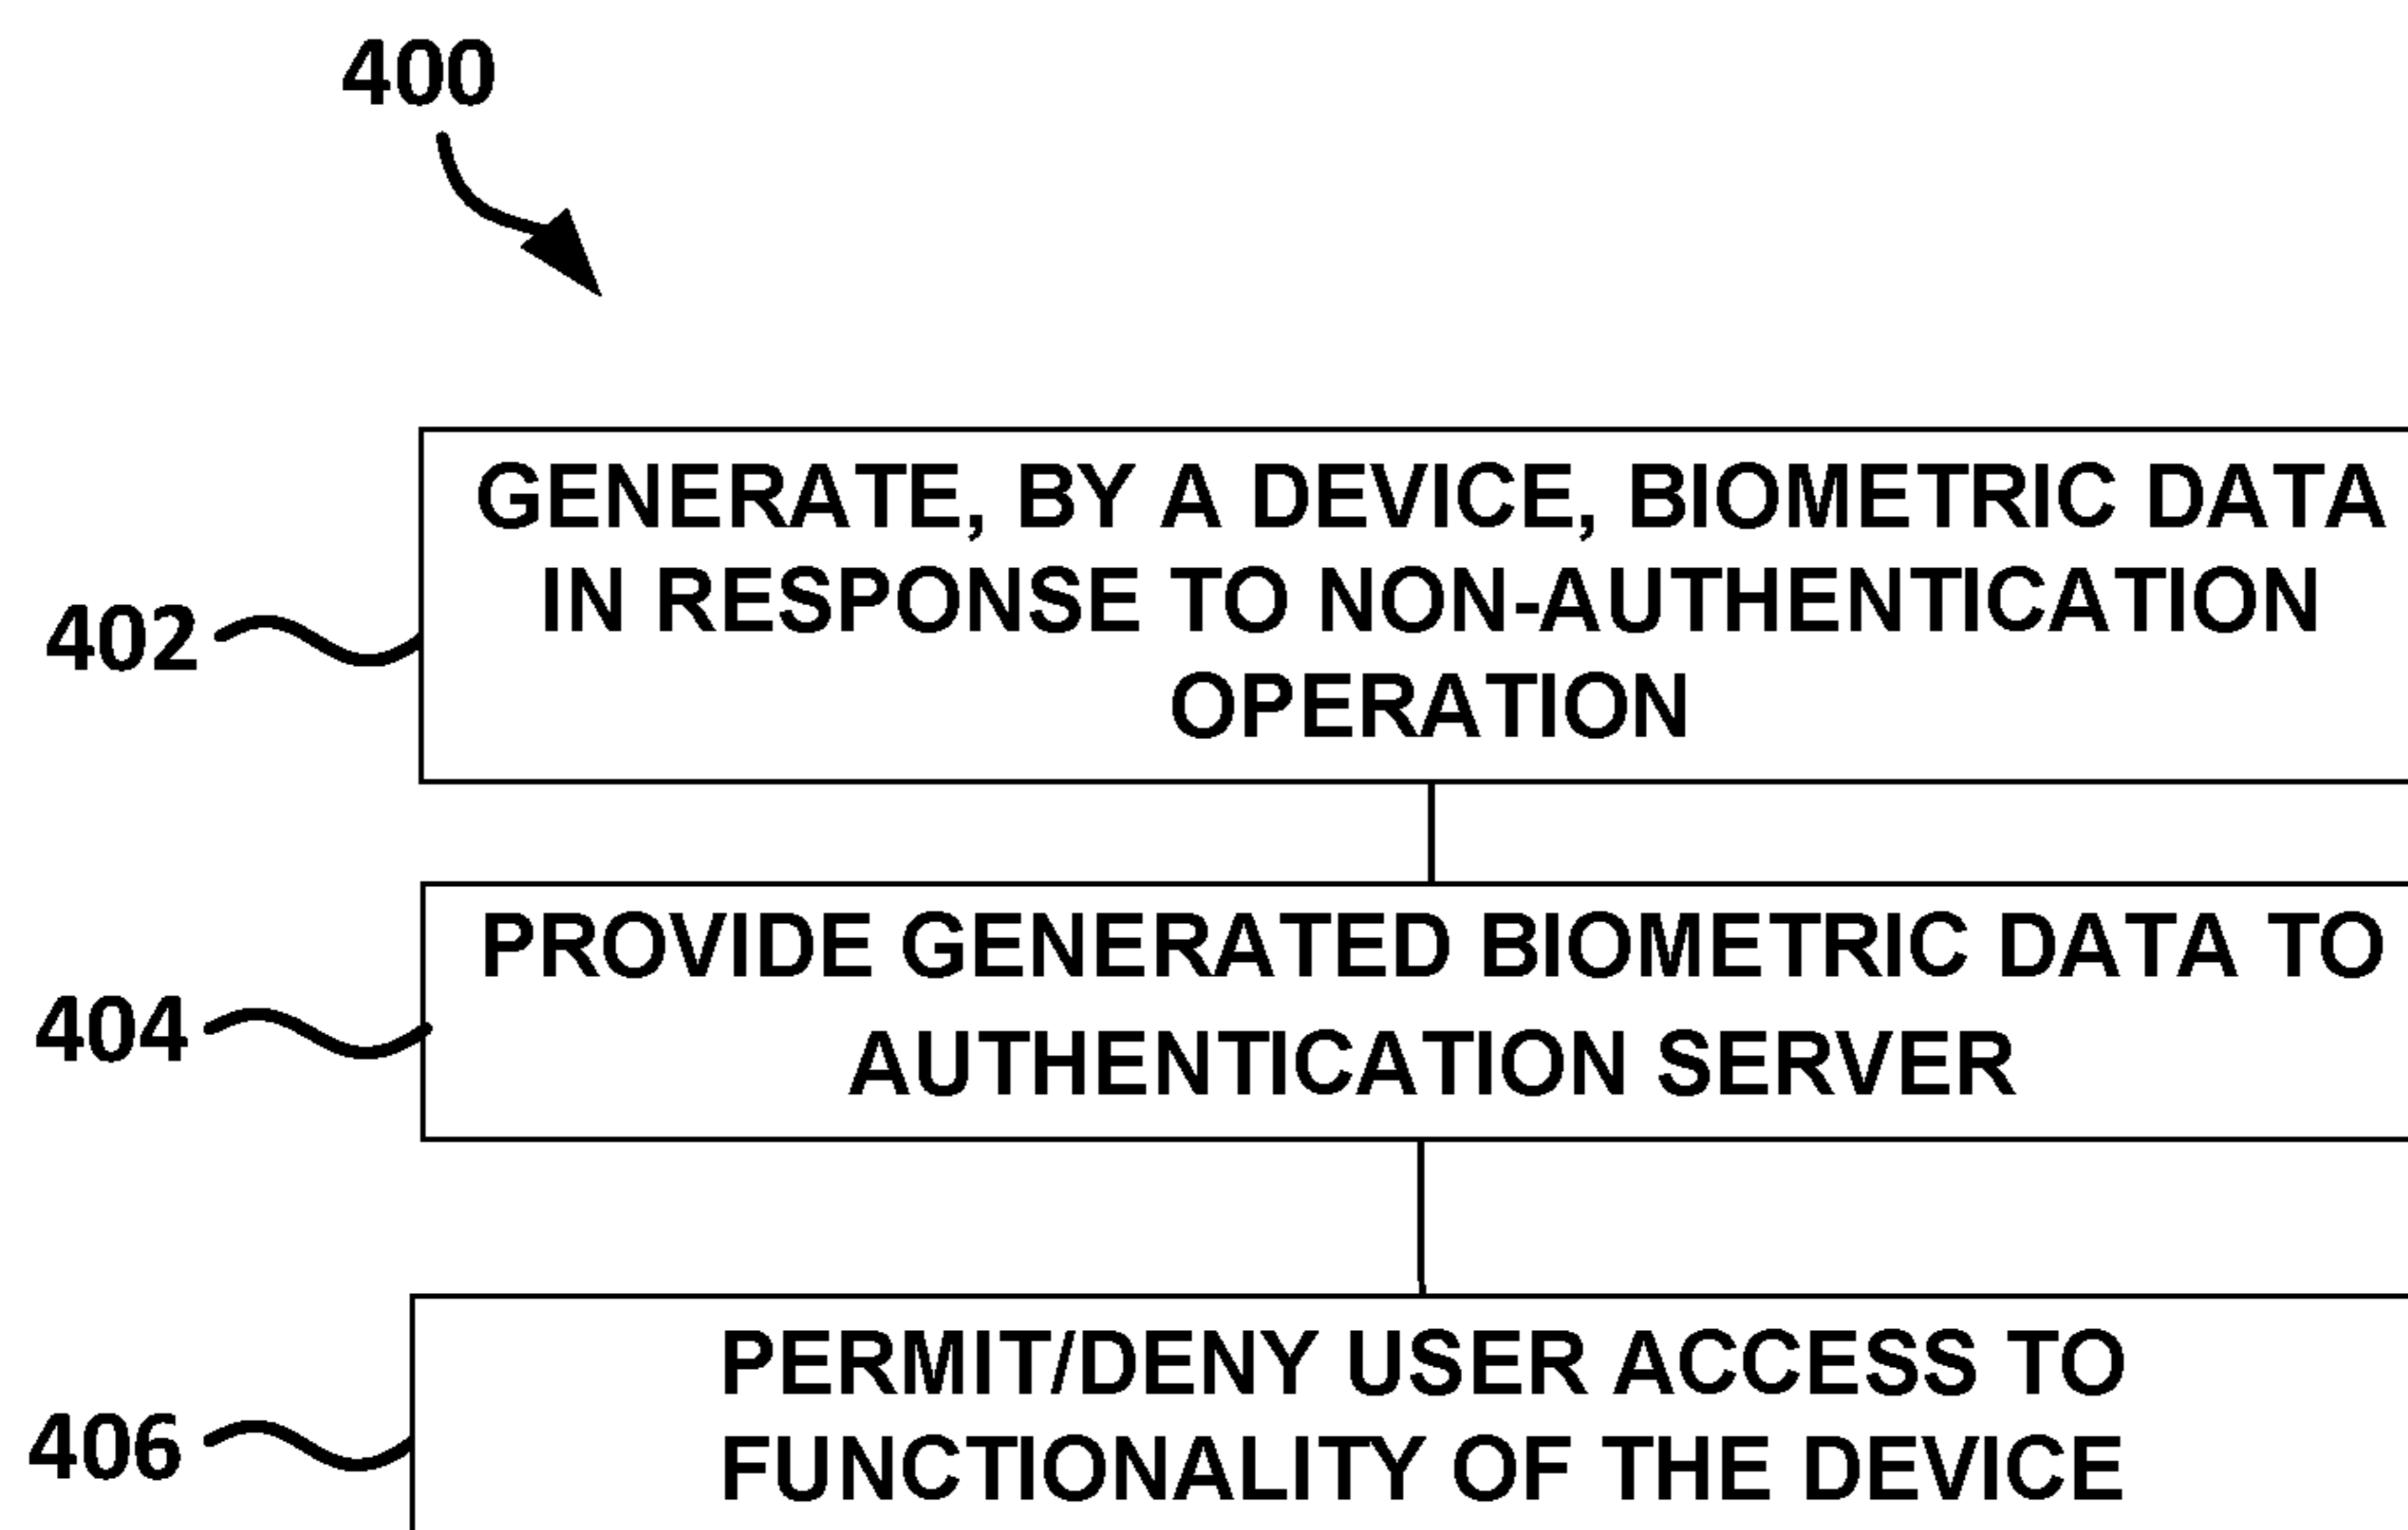 400
GENERATE, BY A DEVICE, BIOMETRIC DATA
IN RESPONSE TO NON-AUTHENTICATION
OPERATION
402
PROVIDE GENERATED BIOMETRIC DATA TO
AUTHENTICATION SERVER
404
PERMIT/DENY USER ACCESS TO
FUNCTIONALITY OF THE DEVICE
406